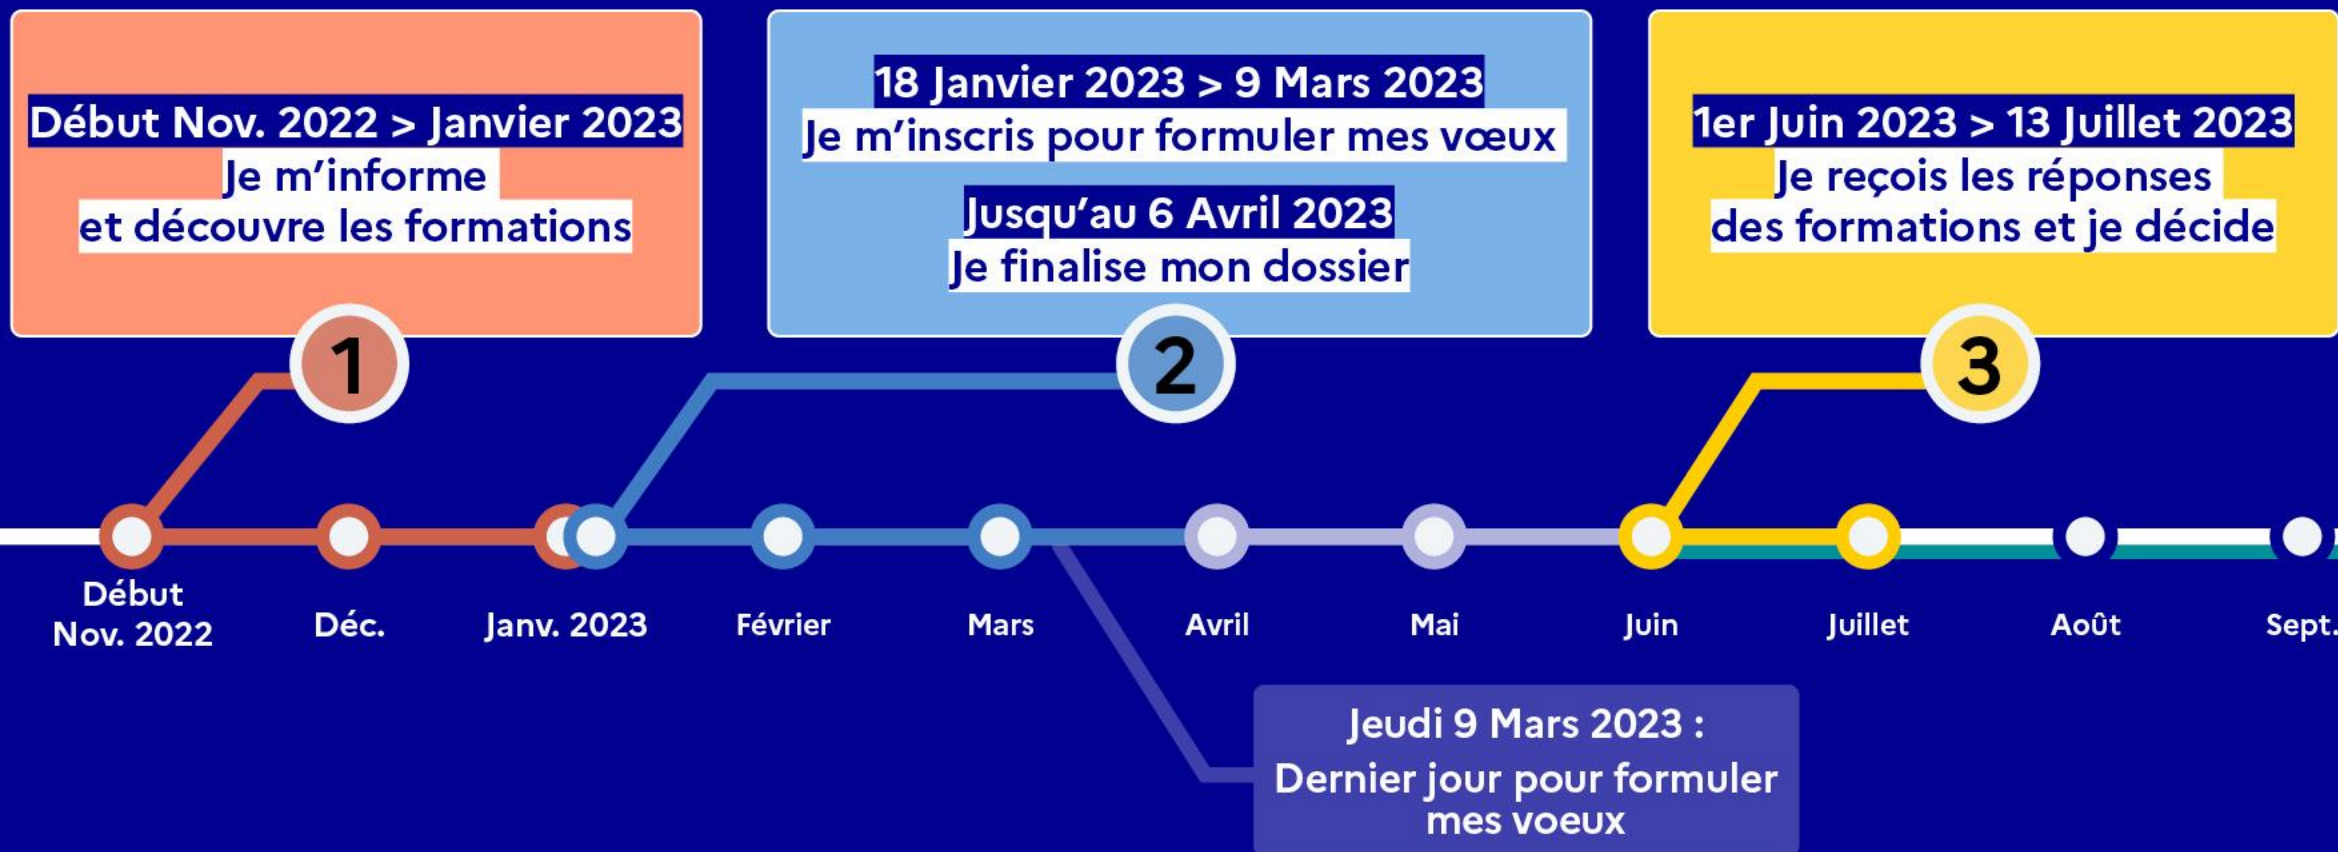 Début Nov. 2022 > Janvier 2023
Je m'informe
et découvre les formations
1
18 Janvier 2023 > 9 Mars 2023
Je m'inscris pour formuler mes vœux
Jusqu'au 6 Avril 2023
Je finalise mon dossier
2
1er Juin 2023 > 13 Juillet 2023
Je reçois les réponses
des formations et je décide
3
Début
Nov. 2022
Déc.
Janv. 2023
Février
Mars
Avril
Mai
Juin
Juillet
Août
Sept.
Jeudi 9 Mars 2023 :
Dernier jour pour formuler
mes voeux